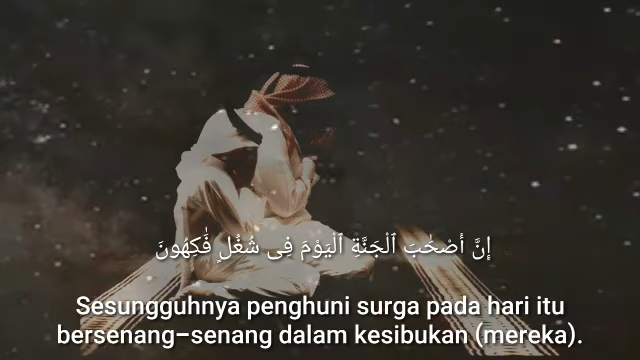 إِنَّ أَصْحَٰبَ ٱلْجَنَّةِ ٱلْيَوْمَ فِى شُغُلٍ فَٰكِهُونَ
Sesungguhnya penghuni surga pada hari itu
bersenang–senang dalam kesibukan (mereka).